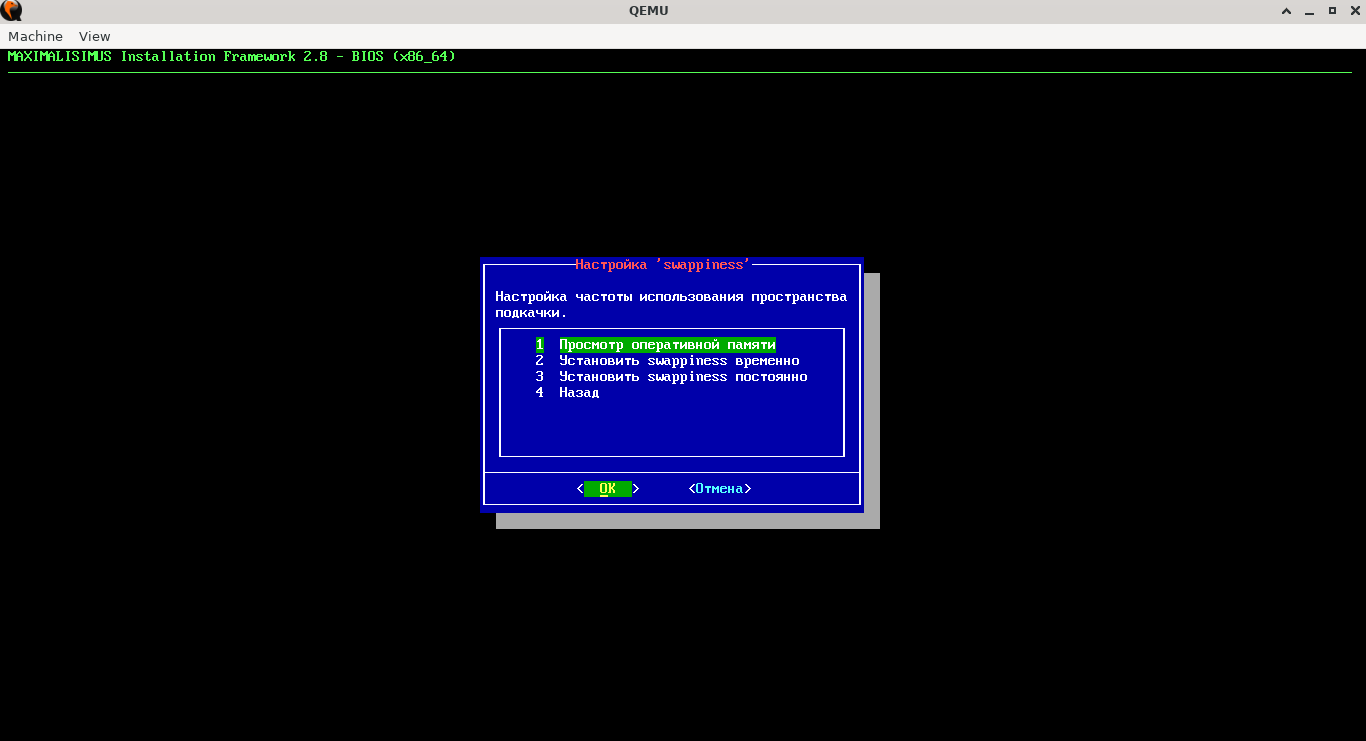 QEMU
Machine View
MAXIMALISIMUS Installation Framework 2.8 - BIOS (x86_64)
Настройка 'swappiness'
Настройка частоты использования пространства
подкачки.
1 Просмотр оперативной памяти
2 Установить swappiness временно
3 Установить swappiness постоянно
4 Назад
< OK > <Отмена>